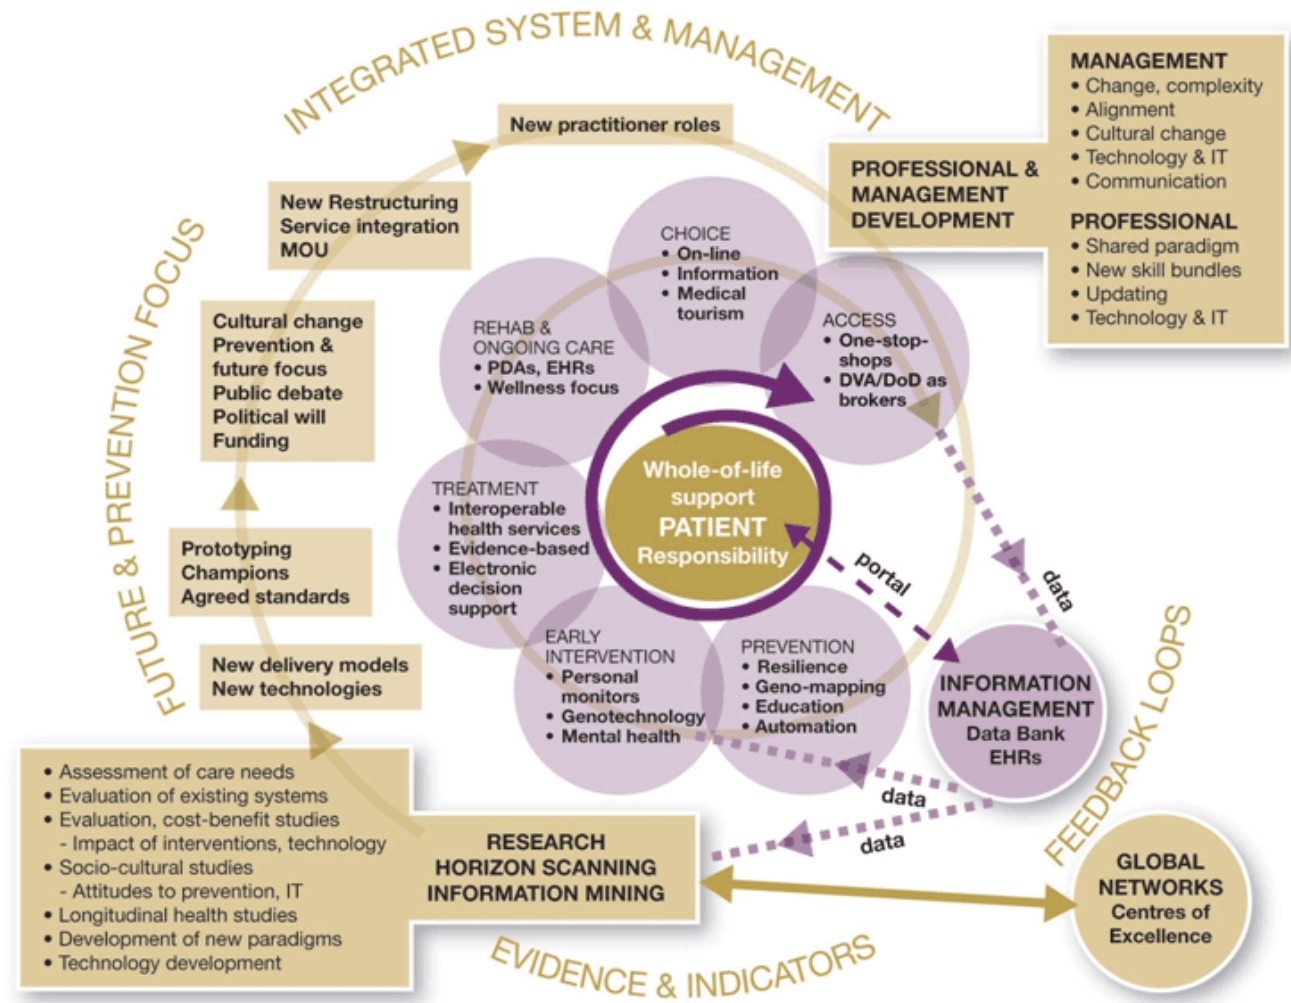 INTEGRATED SYSTEM & MANAGEMENT
FUTURE & PREVENTION FOCUS
FEEDBACK LOOPS
EVIDENCE & INDICATORS
New practitioner roles
New Restructuring
Service integration
MOU
Cultural change
Prevention &
future focus
Public debate
Political will
Funding
Prototyping
Champions
Agreed standards
New delivery models
New technologies
PROFESSIONAL &
MANAGEMENT
DEVELOPMENT
MANAGEMENT
• Change, complexity
• Alignment
• Cultural change
• Technology & IT
• Communication
PROFESSIONAL
• Shared paradigm
• New skill bundles
• Updating
• Technology & IT
CHOICE
• On-line
• Information
• Medical
tourism
ACCESS
• One-stop-
shops
• DVA/DoD as
brokers
REHAB &
ONGOING CARE
• PDAs, EHRs
• Wellness focus
TREATMENT
• Interoperable
health services
• Evidence-based
• Electronic
decision
support
EARLY
INTERVENTION
• Personal
monitors
• Genotechnology
• Mental health
PREVENTION
• Resilience
• Geno-mapping
• Education
• Automation
Whole-of-life
support
PATIENT
Responsibility
portal
data
INFORMATION
MANAGEMENT
Data Bank
EHRs
data
data
• Assessment of care needs
• Evaluation of existing systems
• Evaluation, cost-benefit studies
- Impact of interventions, technology
• Socio-cultural studies
- Attitudes to prevention, IT
• Longitudinal health studies
• Development of new paradigms
• Technology development
RESEARCH
HORIZON SCANNING
INFORMATION MINING
GLOBAL
NETWORKS
Centres of
Excellence